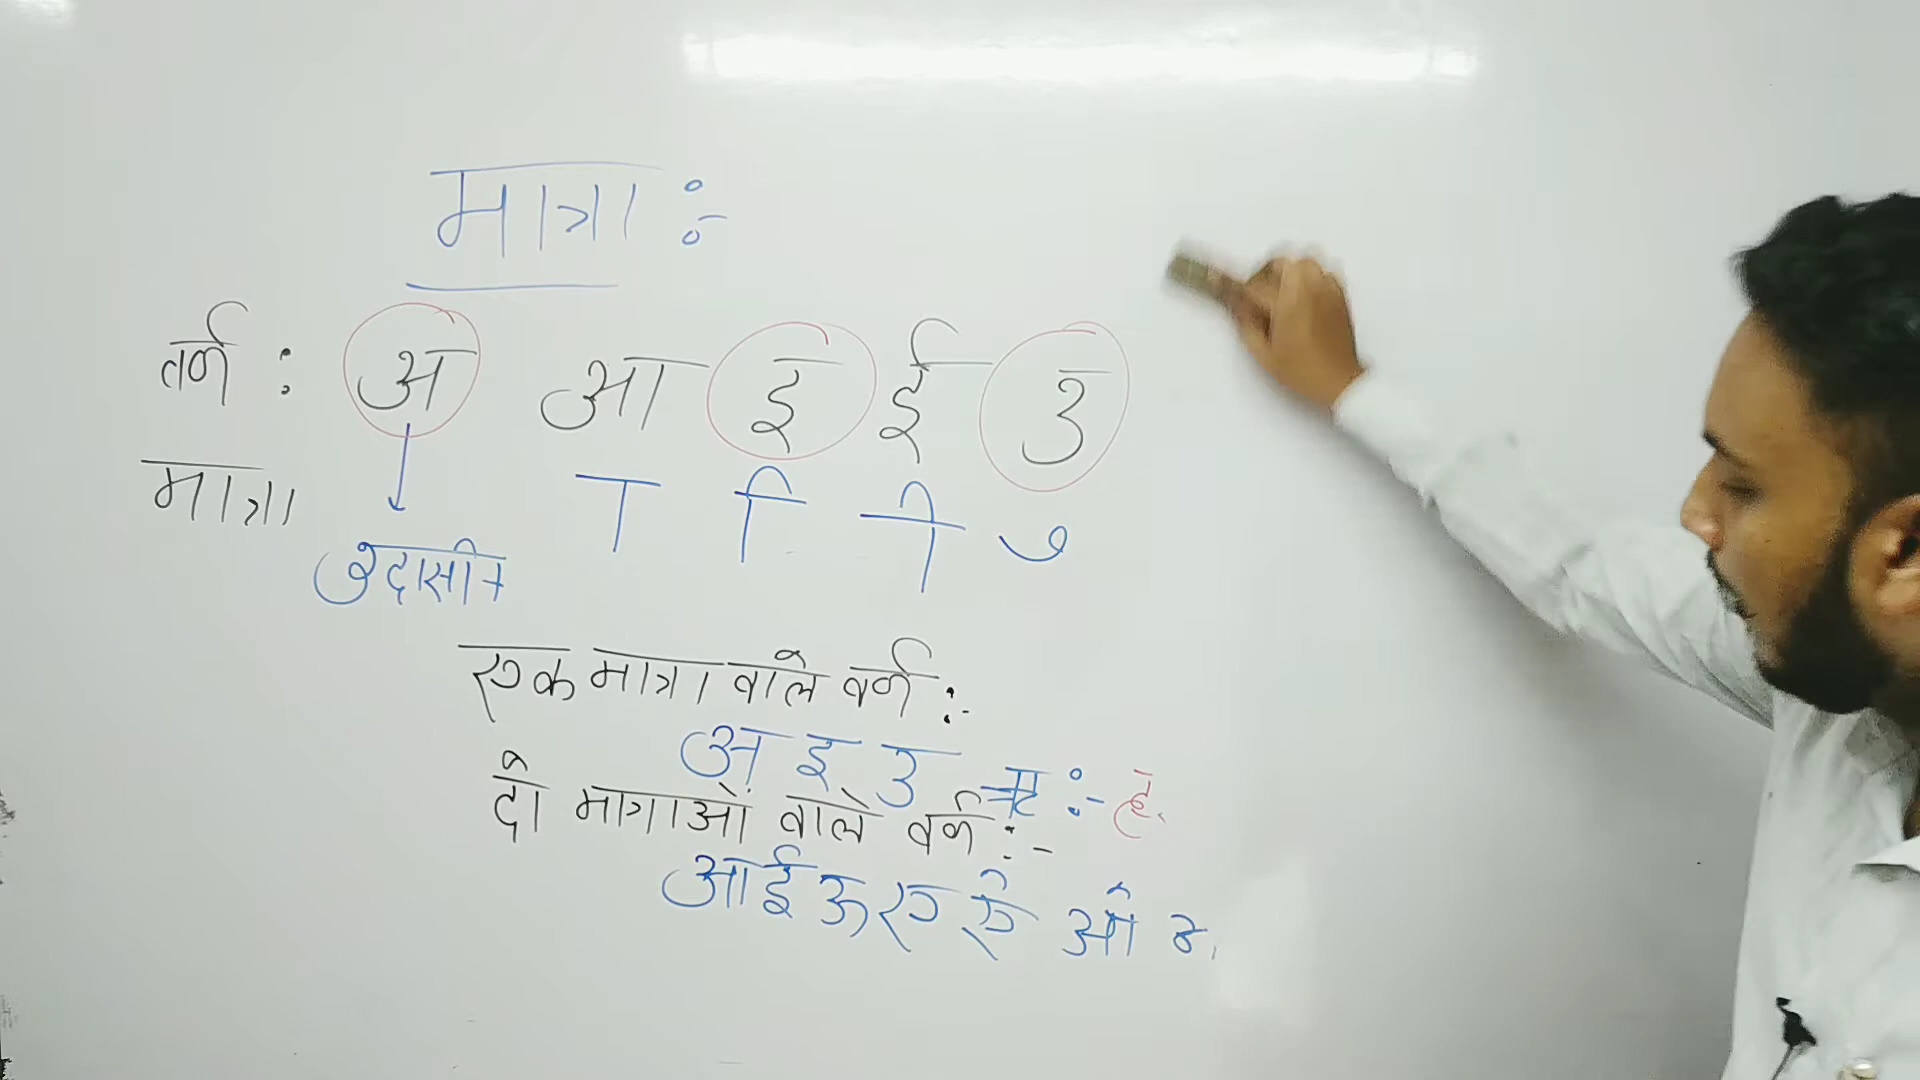 मात्रा :-
वर्ण : अ आ इ ई उ
मात्रा ा ि ी ु
उदासीन
एक मात्रा वाले वर्ण :-
अ इ उ
दो मात्राओं वाले वर्ण :-
आ ई ऊ ए ऐ ओ